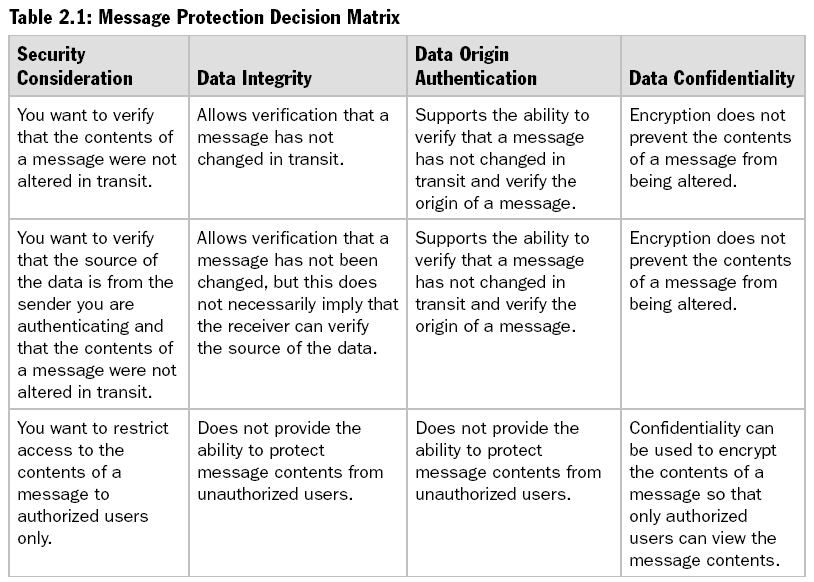 Table 2.1: Message Protection Decision Matrix
Security
Consideration
Data Integrity
Data Origin
Authentication
Data Confidentiality
You want to verify
that the contents of
a message were not
altered in transit.
Allows verification that a
message has not
changed in transit.
Supports the ability to
verify that a message
has not changed in
transit and verify the
origin of a message.
Encryption does not
prevent the contents
of a message from
being altered.
You want to verify
that the source of
the data is from the
sender you are
authenticating and
that the contents of
a message were not
altered in transit.
Allows verification that a
message has not been
changed, but this does
not necessarily imply that
the receiver can verify
the source of the data.
Supports the ability to
verify that a message
has not changed in
transit and verify the
origin of a message.
Encryption does not
prevent the contents
of a message from
being altered.
You want to restrict
access to the
contents of a
message to
authorized users
only.
Does not provide the
ability to protect
message contents from
unauthorized users.
Does not provide the
ability to protect
message contents from
unauthorized users.
Confidentiality can
be used to encrypt
the contents of a
message so that
only authorized
users can view the
message contents.